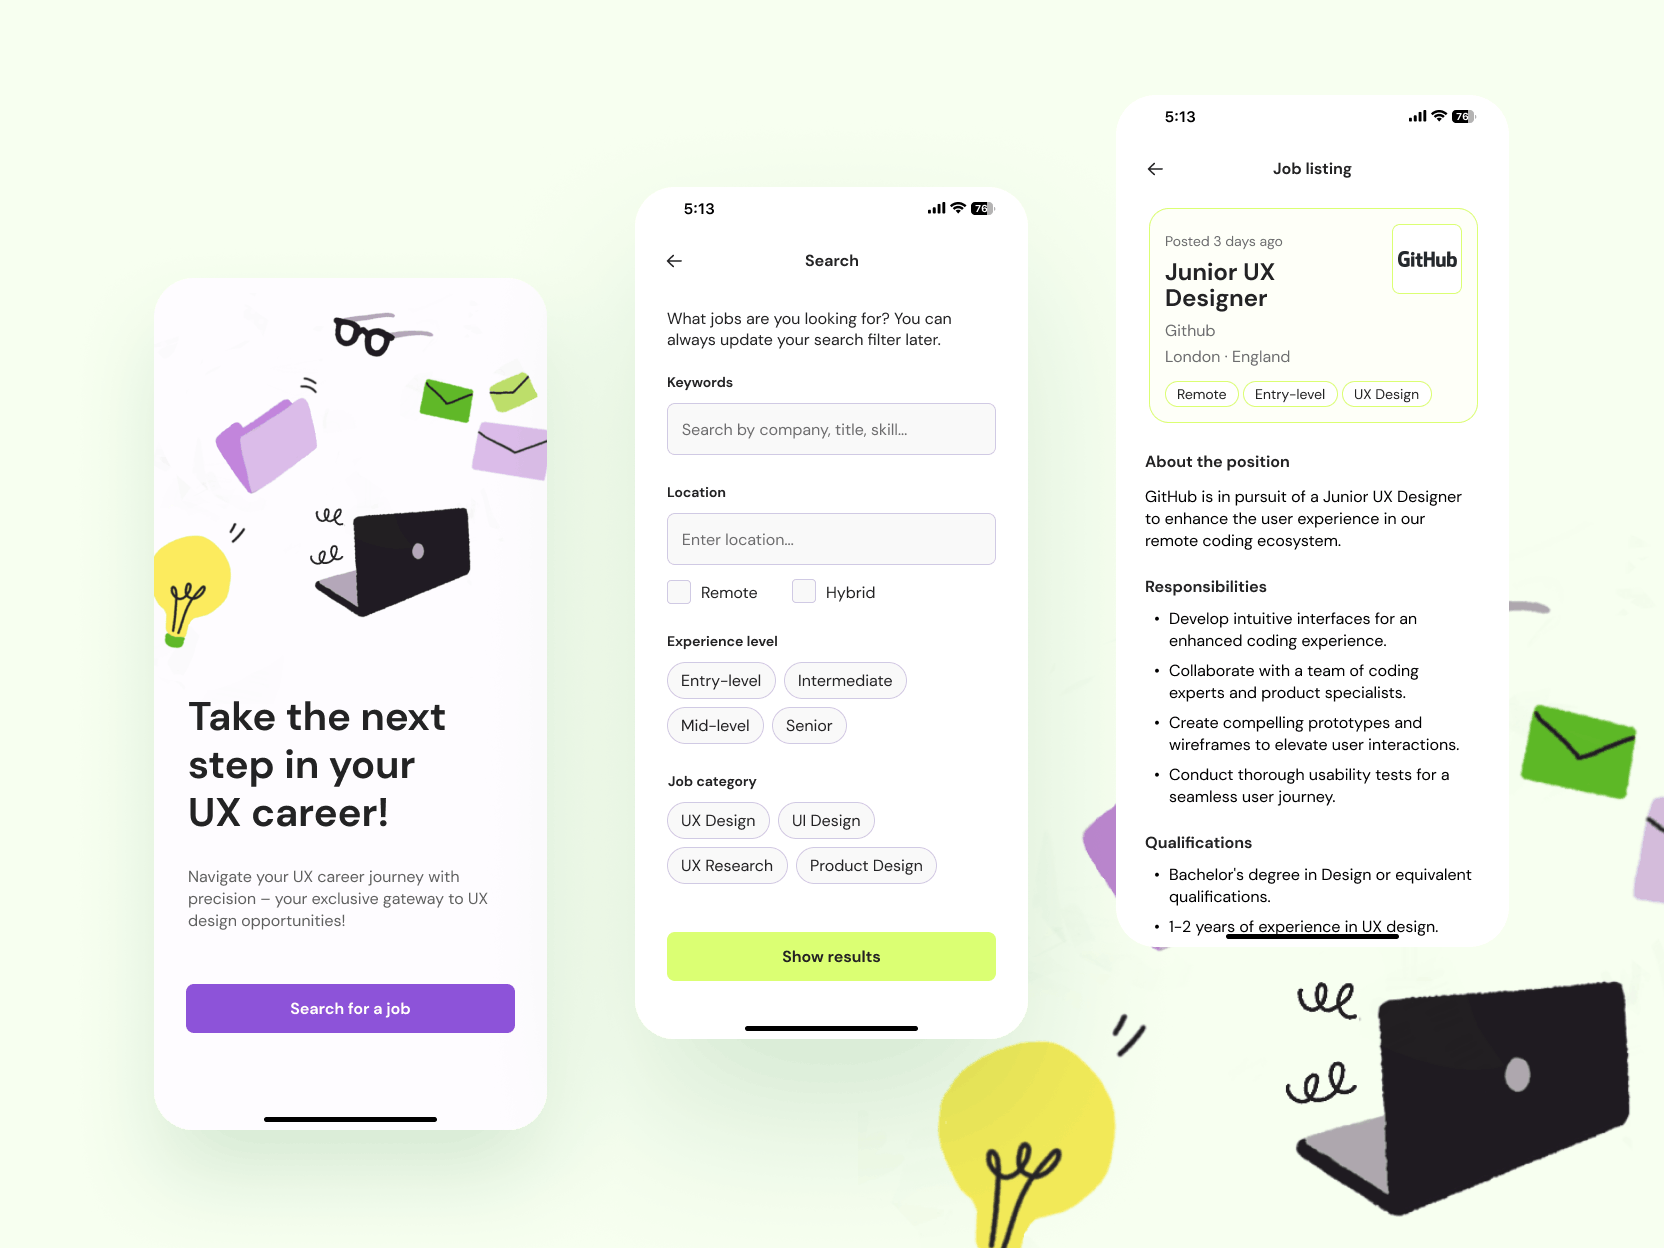 Take the next
step in your
UX career!
Navigate your UX career journey with
precision – your exclusive gateway to UX
design opportunities!
Search for a job
5:13
76
Search
What jobs are you looking for? You can
always update your search filter later.
Keywords
Search by company, title, skill...
Location
Enter location...
Remote Hybrid
Experience level
Entry-level Intermediate
Mid-level Senior
Job category
UX Design UI Design
UX Research Product Design
Show results
5:13
76
Job listing
Posted 3 days ago
GitHub
Junior UX
Designer
Github
London · England
Remote Entry-level UX Design
About the position
GitHub is in pursuit of a Junior UX Designer
to enhance the user experience in our
remote coding ecosystem.
Responsibilities
• Develop intuitive interfaces for an
enhanced coding experience.
• Collaborate with a team of coding
experts and product specialists.
• Create compelling prototypes and
wireframes to elevate user interactions.
• Conduct thorough usability tests for a
seamless user journey.
Qualifications
• Bachelor's degree in Design or equivalent
qualifications.
• 1-2 years of experience in UX design.